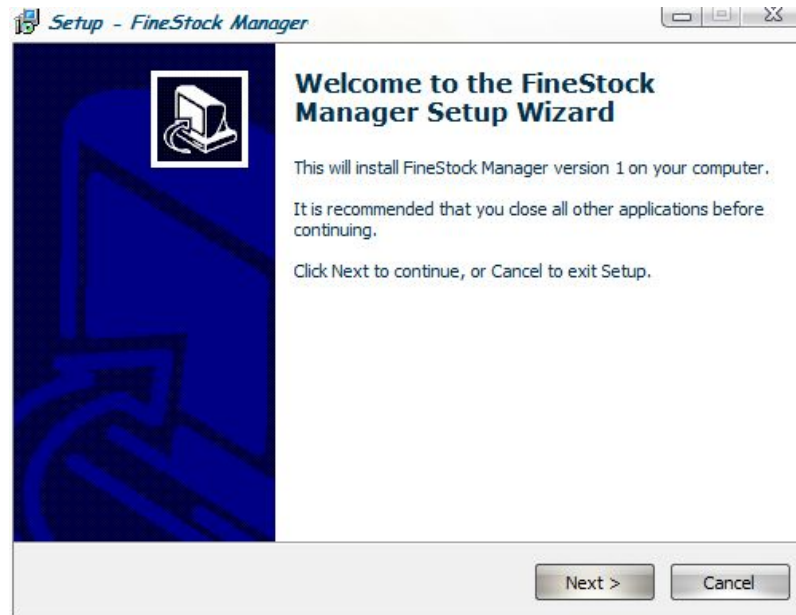 Setup - FineStock Manager
Welcome to the FineStock
Manager Setup Wizard
This will install FineStock Manager version 1 on your computer.
It is recommended that you close all other applications before
continuing.
Click Next to continue, or Cancel to exit Setup.
Next >
Cancel